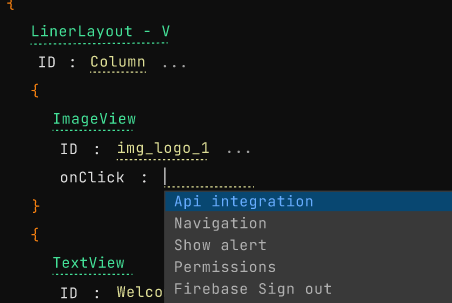 {
LinerLayout - V
ID : Column ...
{
ImageView
ID : img_logo_1 ...
onClick :
Api integration
}
Navigation
{
Show alert
TextView
Permissions
ID : Welco
Firebase Sign out